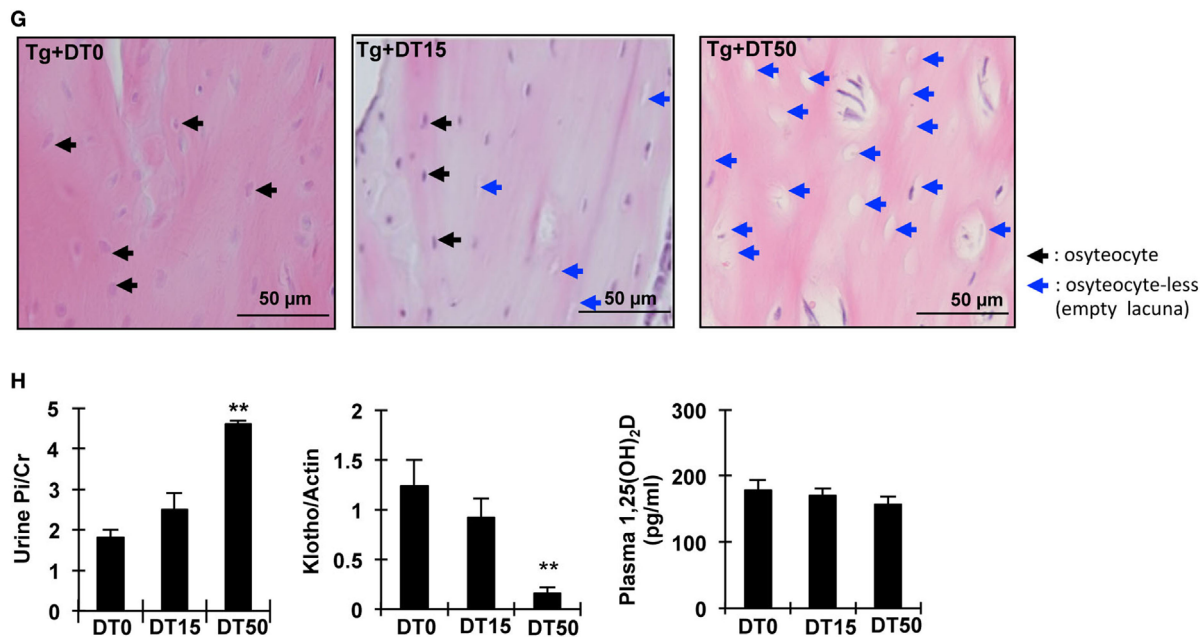 G
Tg+DT0
Tg+DT15
Tg+DT50
50 μm
50 μm
50 μm
: osyteocyte
: osyteocyte-less
(empty lacuna)
H
Urine Pi/Cr
5
4
3
2
1
0
**
DT0 DT15 DT50
Klotho/Actin
2
1.5
1
0.5
0
**
DT0 DT15 DT50
Plasma 1,25(OH)₂D
(pg/ml)
300
200
100
0
DT0 DT15 DT50